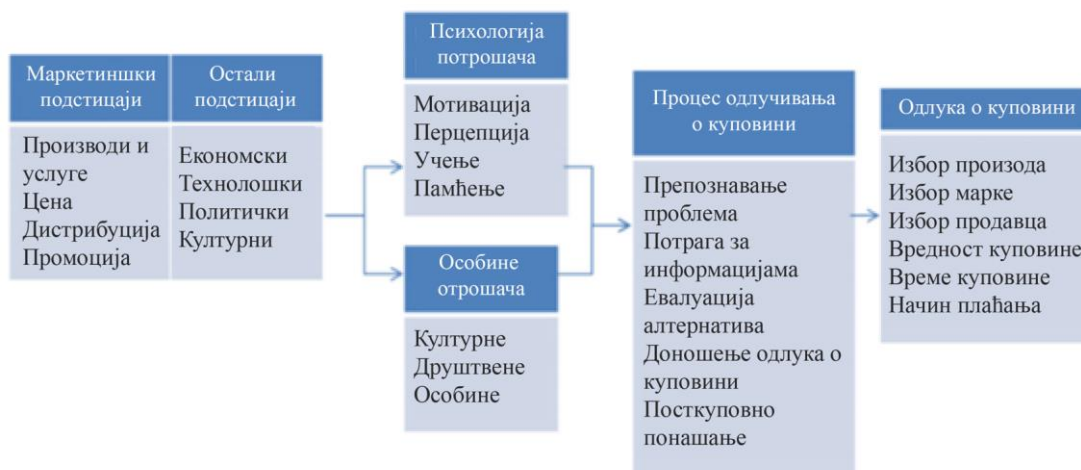 Маркетиншки
подстицаји
Производи и
услуге
Цена
Дистрибуција
Промоција
Остали
подстицаји
Економски
Технолошки
Политички
Културни
Психологија
потрошача
Мотивација
Перцепција
Учење
Памћење
Особине
отрошача
Културне
Друштвене
Особине
Процес одлучивања
о куповини
Препознавање
проблема
Потрага за
информацијама
Евалуација
алтернатива
Доношење одлука о
куповини
Посткуповно
понашање
Одлука о куповини
Избор произода
Избор марке
Избор продавца
Вредност куповине
Време куповине
Начин плаћања